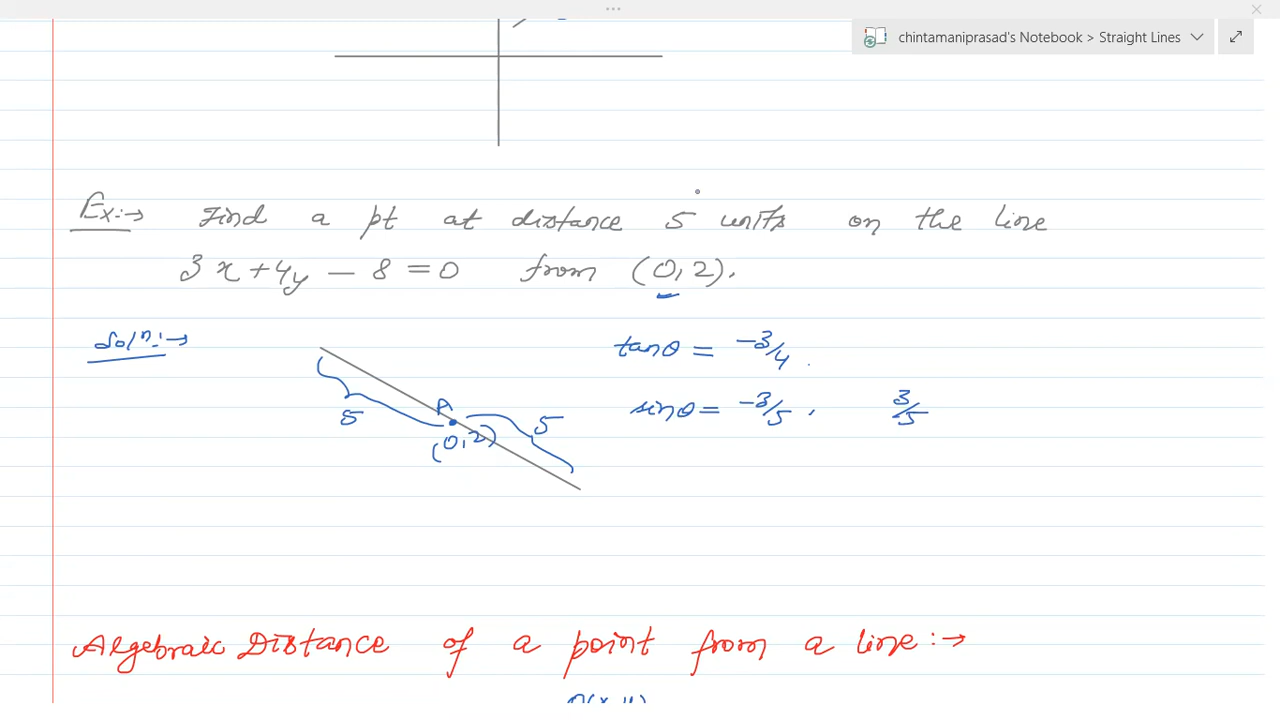 chintamaniprasad's Notebook > Straight Lines
Ex:→ Find a pt at distance 5 units on the line
3x+4y-8=0 from (0,2).
Solⁿ:→
tanθ = -3/4
sinθ = -3/5, 3/5
A
5
5
(0,2)
Algebraic Distance of a point from a line:→